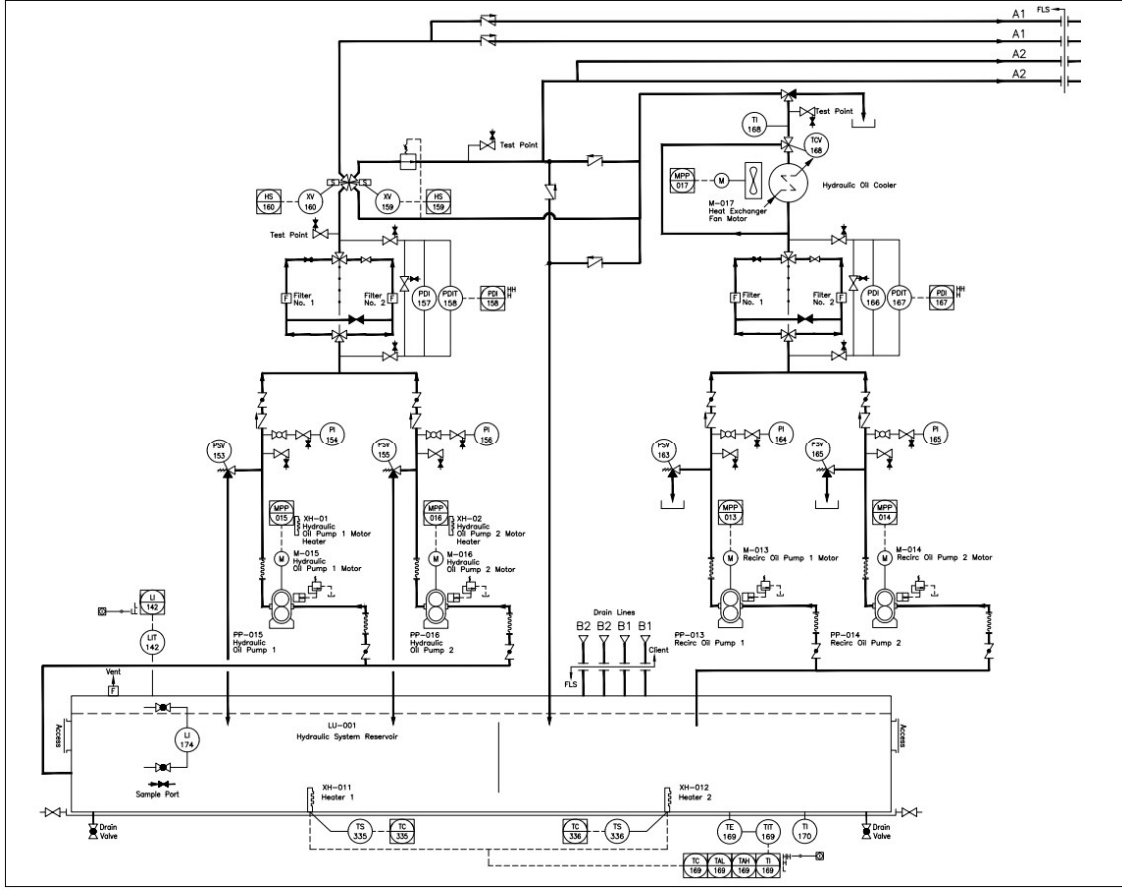 A1
FLS
A1
A2
A2
Test Point
TI
168
TCV
168
Test Point
MPP
017
M
Hydraulic Oil Cooler
M-017
Heat Exchanger
Fan Motor
HS
160
XV
160
S
S
XV
159
HS
159
Test Point
Filter
No. 1
F
Filter
No. 2
F
PDI
157
PDIT
158
PDI
158
HH
H
Filter
No. 1
F
Filter
No. 2
F
PDI
166
PDIT
167
PDI
167
HH
H
PSV
153
PI
154
PSV
155
PI
156
PSV
163
PI
164
PSV
165
PI
165
MPP
015
XH-01
Hydraulic
Oil Pump 1 Motor
Heater
MPP
016
XH-02
Hydraulic
Oil Pump 2 Motor
Heater
MPP
013
MPP
014
M
M-015
Hydraulic
Oil Pump 1 Motor
M
M-016
Hydraulic
Oil Pump 2 Motor
M
M-013
Recirc Oil Pump 1 Motor
M
M-014
Recirc Oil Pump 2 Motor
LI
142
LIT
142
PP-015
Hydraulic
Oil Pump 1
PP-016
Hydraulic
Oil Pump 2
Drain Lines
B2 B2 B1 B1
Client
FLS
PP-013
Recirc Oil Pump 1
PP-014
Recirc Oil Pump 2
Vent
F
Access
LI
174
LU-001
Hydraulic System Reservoir
Access
Sample Port
XH-011
Heater 1
XH-012
Heater 2
Drain
Valve
TS
335
TC
335
TC
336
TS
336
TE
169
TIT
169
TI
170
Drain
Valve
TC
169
TAL
169
TAH
169
TI
169
HH
H
L